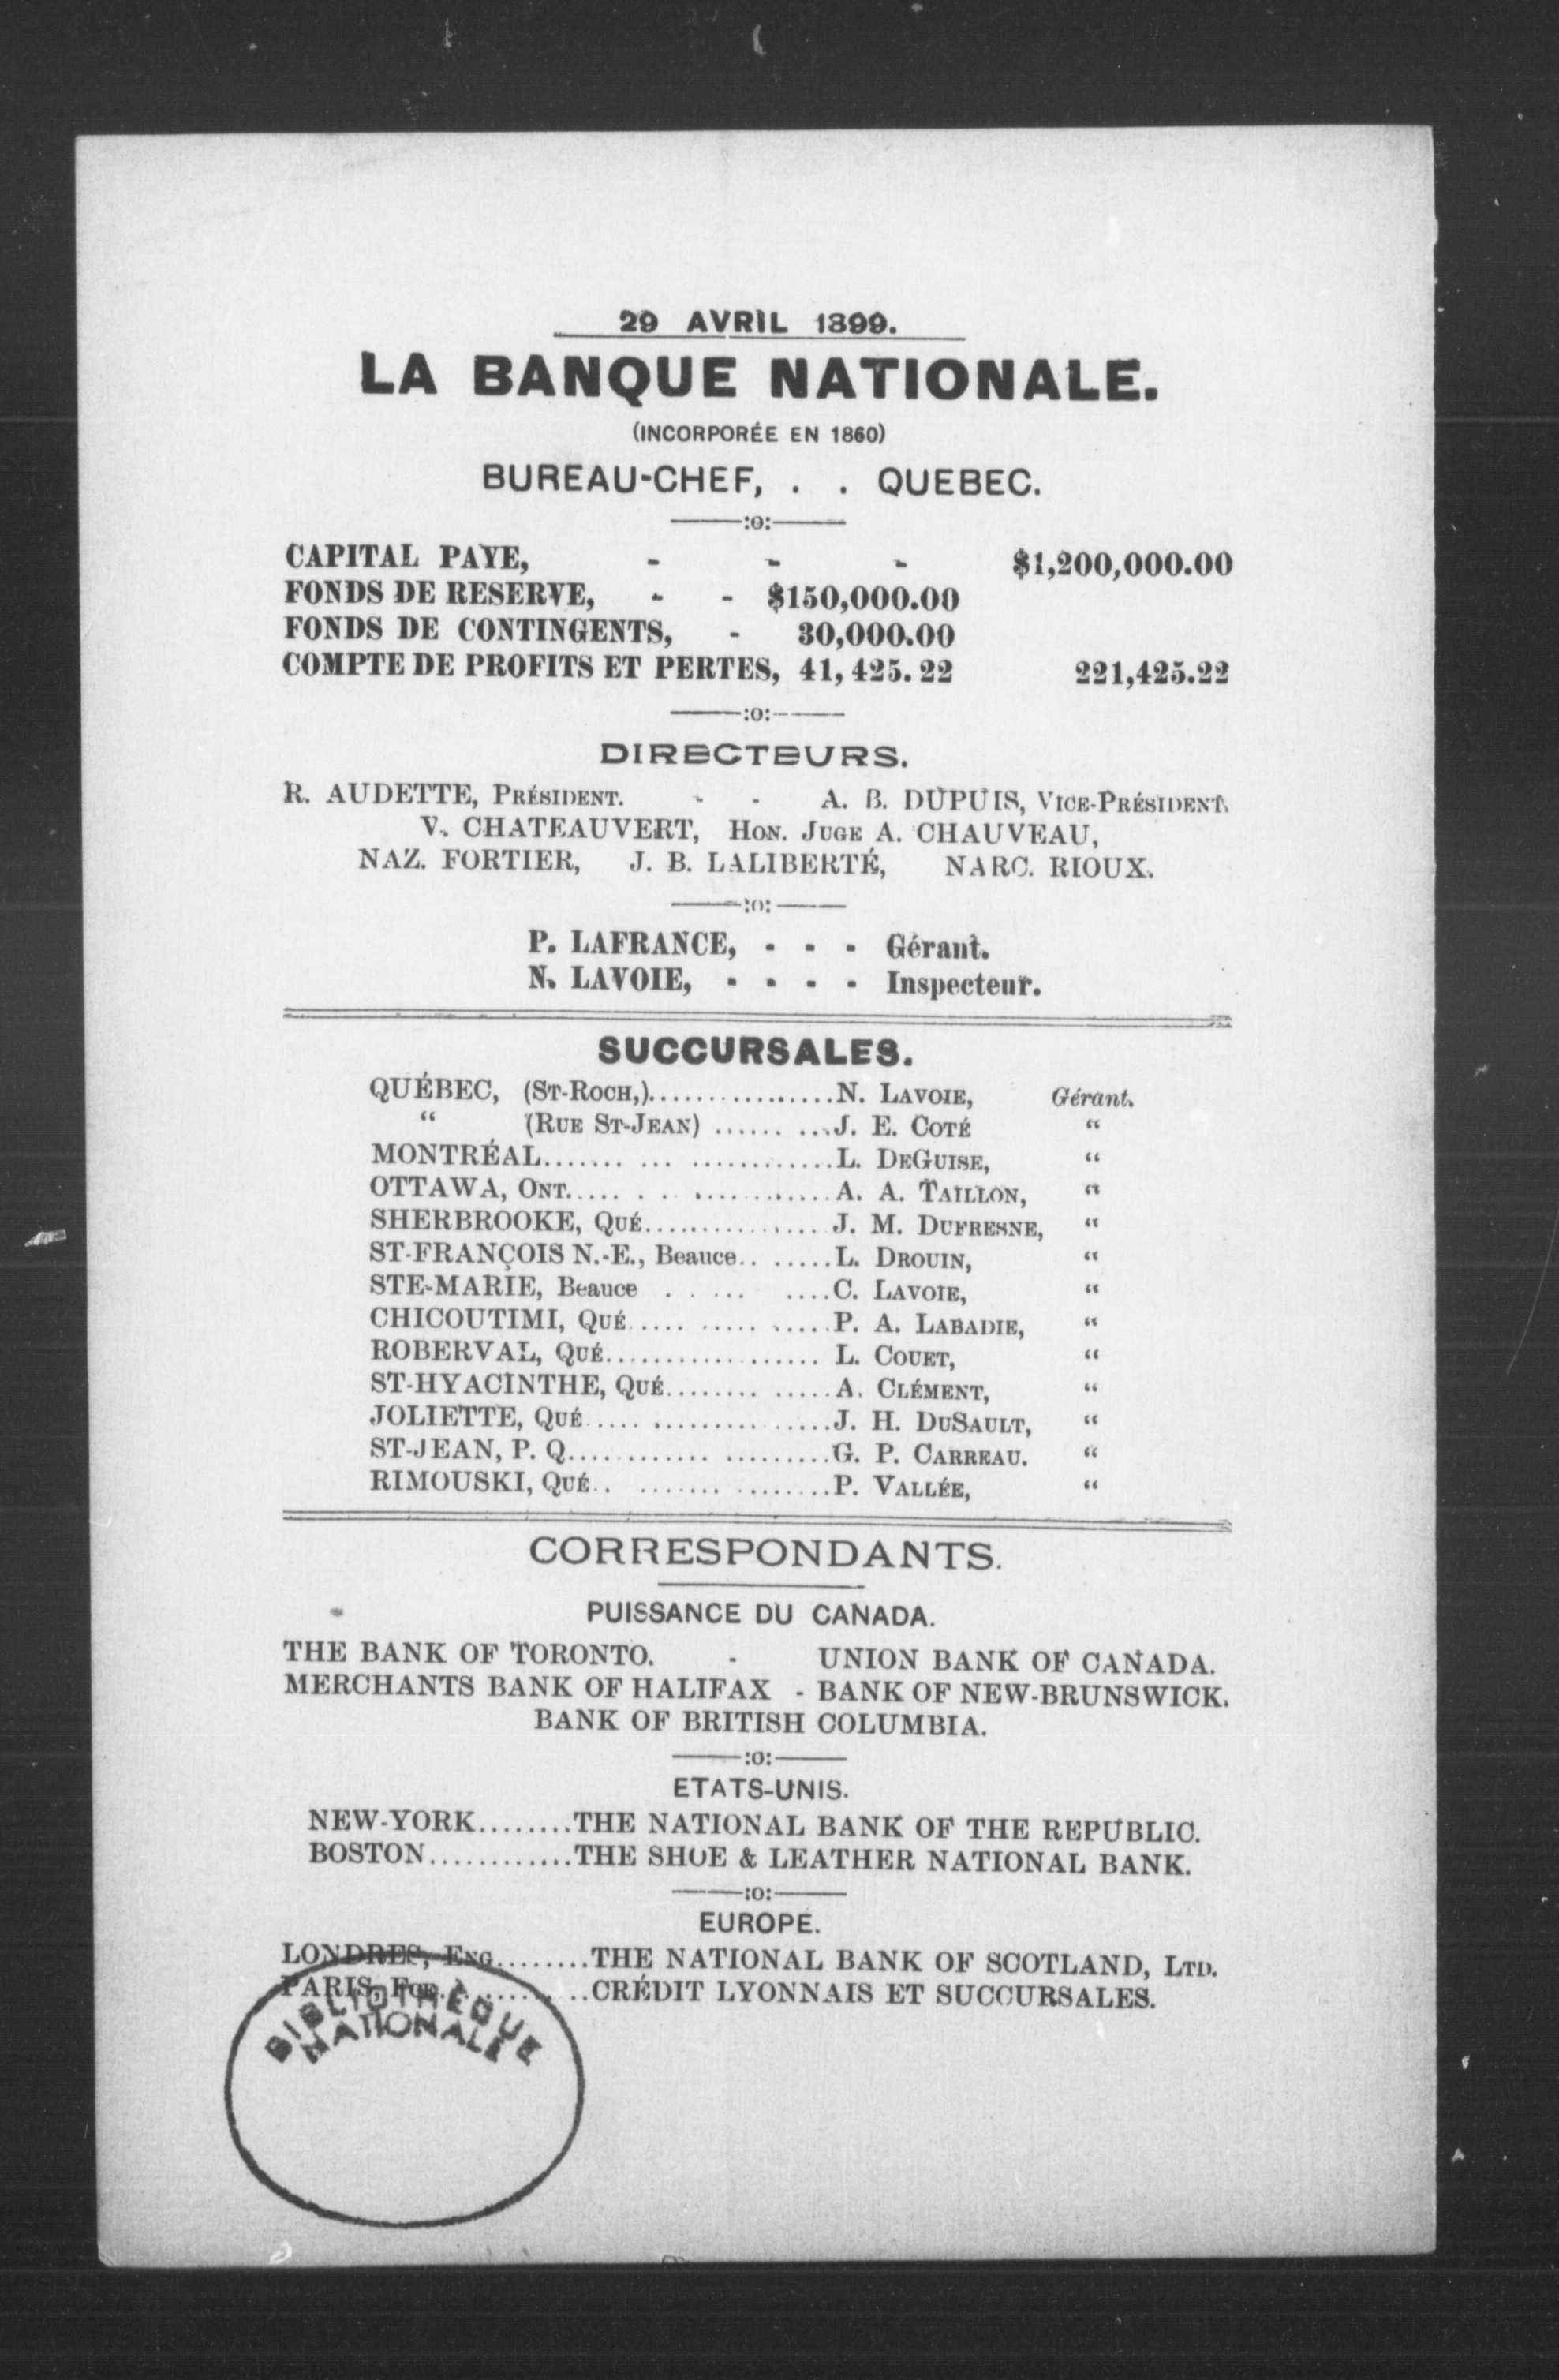 29 AVRIL 1899.
LA BANQUE NATIONALE.
(INCORPORÉE EN 1860)
BUREAU-CHEF, . . QUEBEC.
——:o:——
CAPITAL PAYE, - - - $1,200,000.00
FONDS DE RESERVE, - - $150,000.00
FONDS DE CONTINGENTS, - 30,000.00
COMPTE DE PROFITS ET PERTES, 41,425.22 221,425.22
——:o:——
DIRECTEURS.
R. AUDETTE, PRÉSIDENT. - - A. B. DUPUIS, VICE-PRÉSIDENT.
V. CHATEAUVERT, HON. JUGE A. CHAUVEAU,
NAZ. FORTIER, J. B. LALIBERTÉ, NARC. RIOUX.
——:o:——
P. LAFRANCE, - - - Gérant.
N. LAVOIE, - - - - Inspecteur.
SUCCURSALES.
QUÉBEC, (ST-ROCH,)................N. LAVOIE, Gérant.
“ (RUE ST-JEAN) ...... ...J. E. COTÉ “
MONTRÉAL....... ... .............L. DEGUISE, “
OTTAWA, ONT..... . . ............A. A. TAILLON, “
SHERBROOKE, QUÉ................ J. M. DUFRESNE, “
ST-FRANÇOIS N.-E., Beauce.. .......L. DROUIN, “
STE-MARIE, Beauce . . ... ....C. LAVOIE, “
CHICOUTIMI, QUÉ..... ..... ......P. A. LABADIE, “
ROBERVAL, QUÉ.................. L. COUET, “
ST-HYACINTHE, QUÉ........ .....A. CLÉMENT, “
JOLIETTE, QUÉ..... .......... ......J. H. DUSAULT, “
ST-JEAN, P. Q............ .........G. P. CARREAU. “
RIMOUSKI, QUÉ.. ....... ........P. VALLÉE, “
CORRESPONDANTS.
PUISSANCE DU CANADA.
THE BANK OF TORONTO. - UNION BANK OF CANADA.
MERCHANTS BANK OF HALIFAX - BANK OF NEW-BRUNSWICK.
BANK OF BRITISH COLUMBIA.
——:o:——
ETATS-UNIS.
NEW-YORK........THE NATIONAL BANK OF THE REPUBLIC.
BOSTON............THE SHOE & LEATHER NATIONAL BANK.
——:o:——
EUROPE.
LONDRES, ENG........THE NATIONAL BANK OF SCOTLAND, LTD.
PARIS, FCE.............CRÉDIT LYONNAIS ET SUCCURSALES.
BIBLIOTHÈQUE
NATIONALE